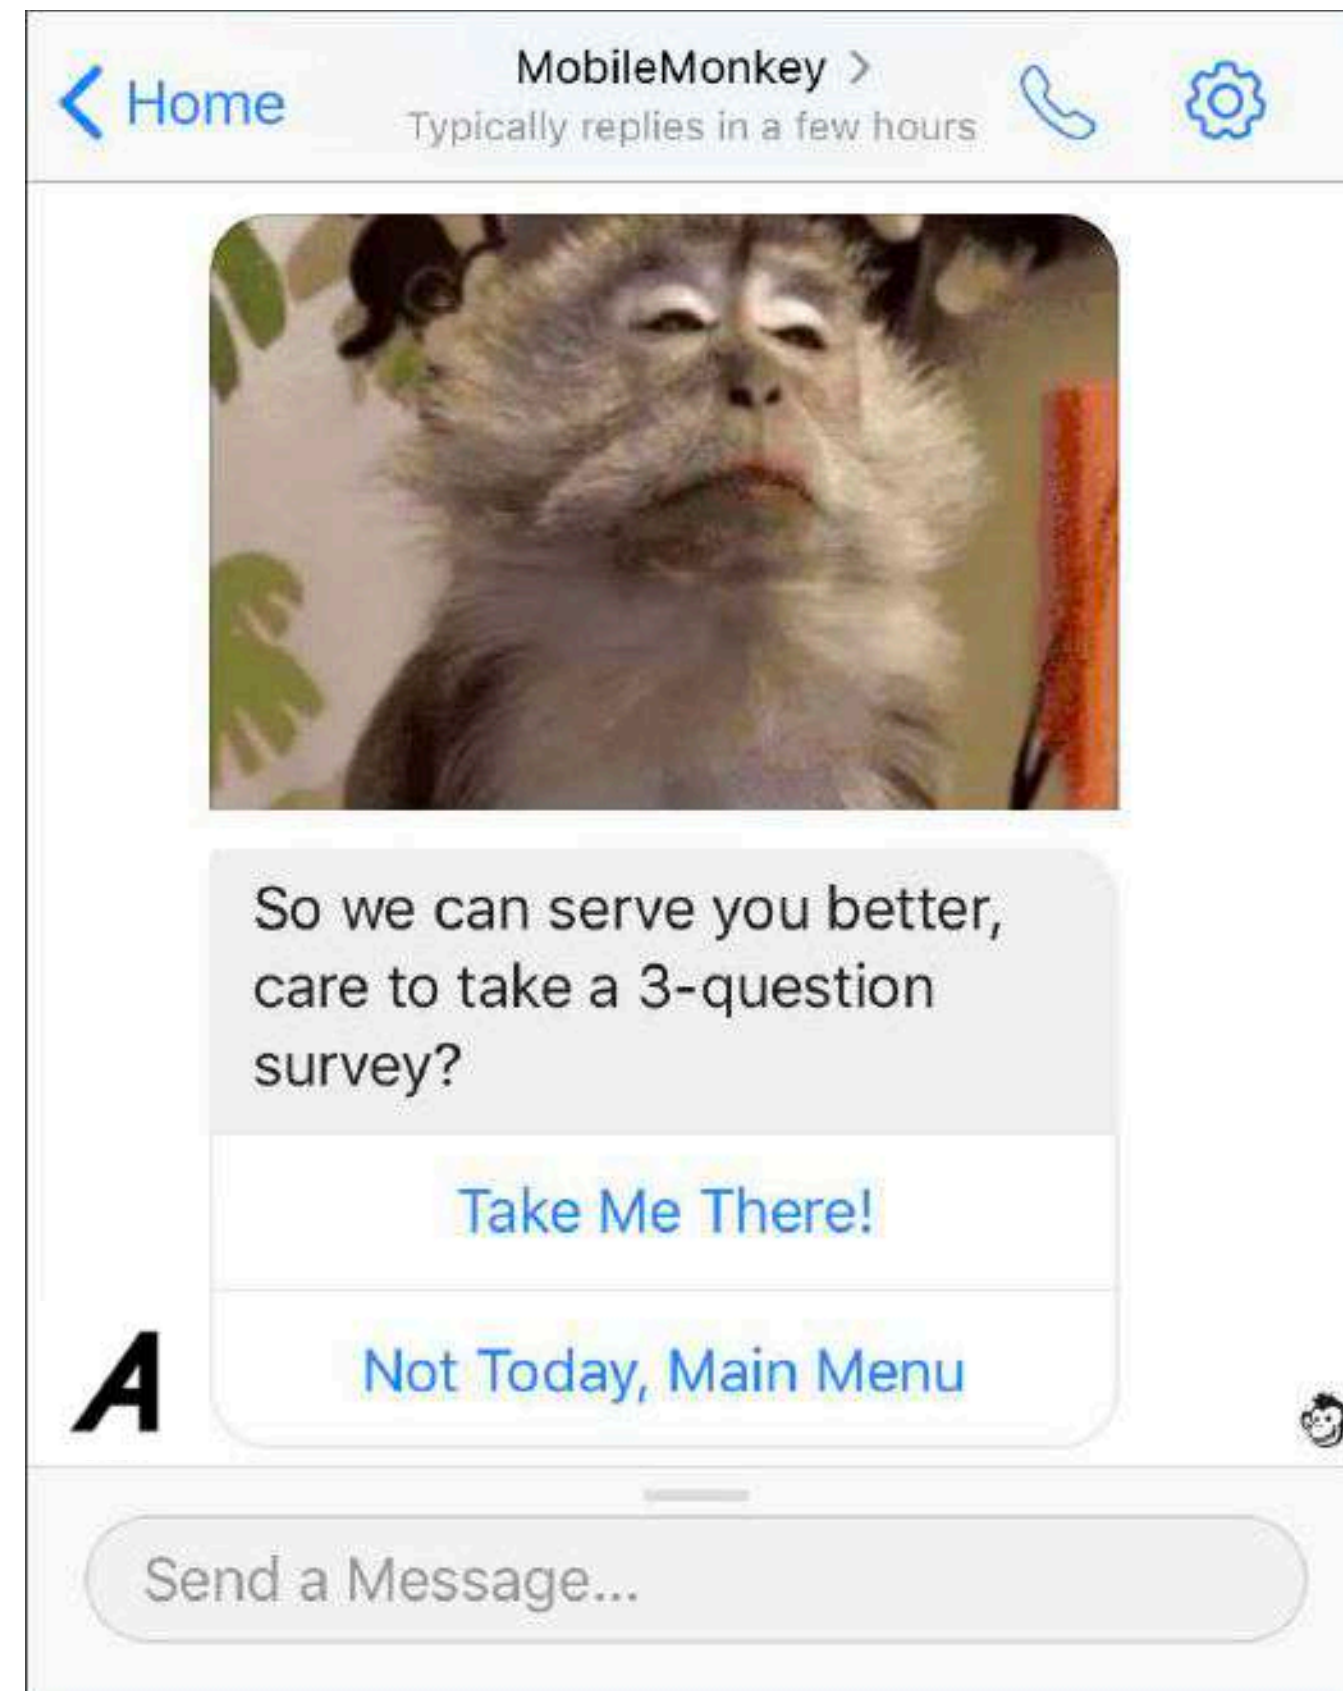 MobileMonkey
Home
Typically replies in a few hours
So we can serve you better,
care to take a 3-question
survey?
Take Me There!
Not Today, Main Menu
A
Send a Message...